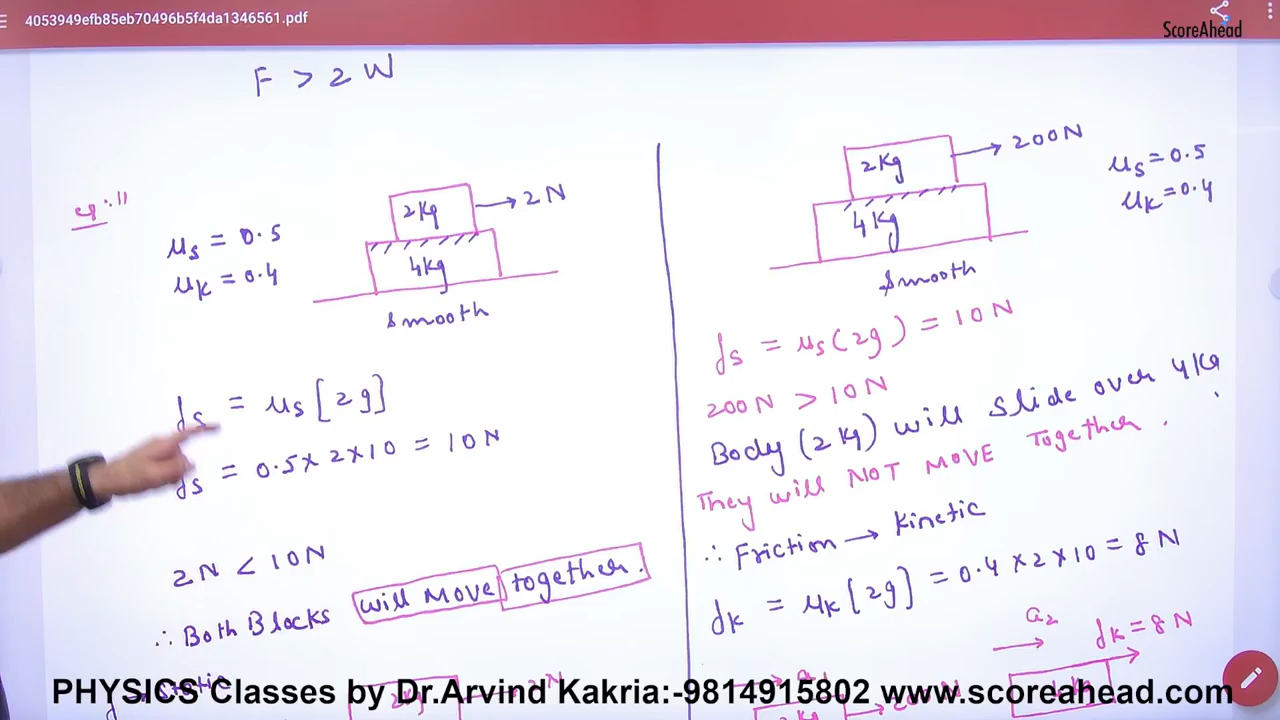 4053949efb85eb70496b5f4da1346561.pdf
ScoreAhead
F > 2 W
eg:11
μs = 0.5
μK = 0.4
2Kg
2 N
4kg
Smooth
fs = μs [2g]
fs = 0.5 x 2 x 10 = 10 N
2N < 10N
∴ Both Blocks will move together.
2Kg
200N
4Kg
Smooth
μs = 0.5
μK = 0.4
fs = μs (2g) = 10 N
200N > 10N
Body (2Kg) will slide over 4Kg
They will NOT MOVE Together.
∴ Friction → Kinetic
fK = μK [2g] = 0.4 x 2 x 10 = 8 N
a2
fK = 8 N
PHYSICS Classes by Dr.Arvind Kakria:-9814915802 www.scoreahead.com